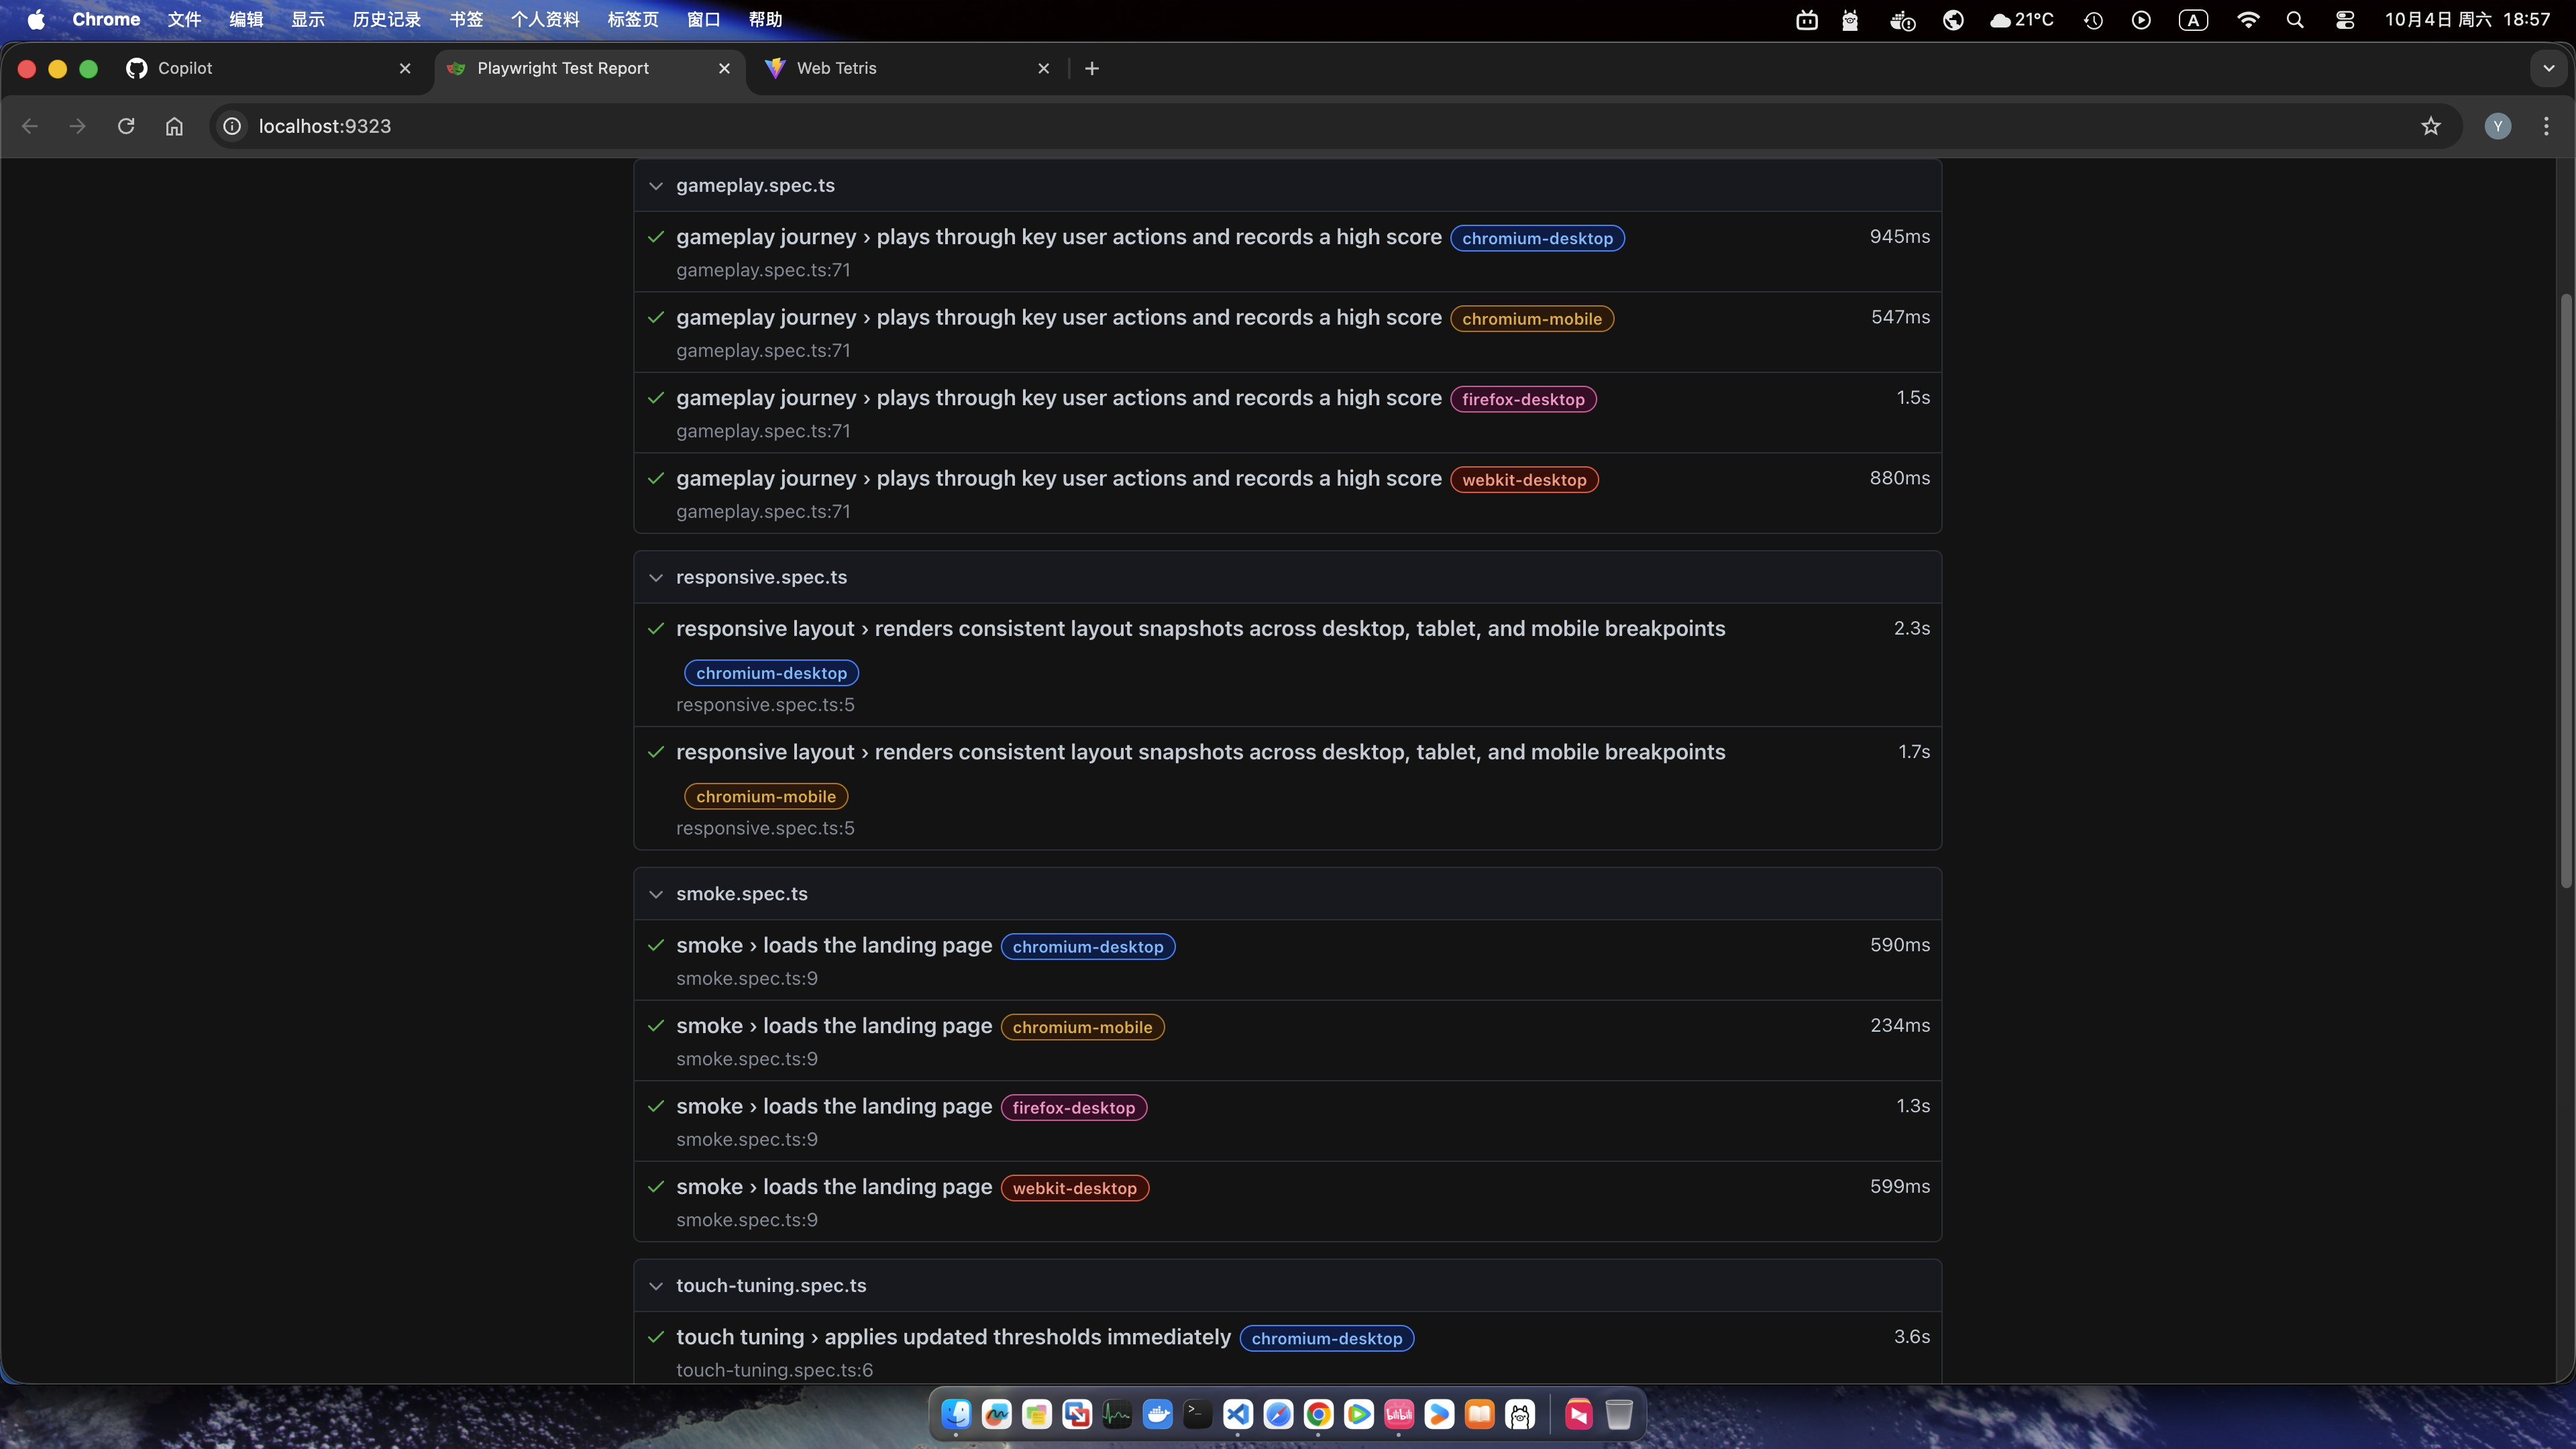 Chrome 文件 编辑 显示 历史记录 书签 个人资料 标签页 窗口 帮助 21°C A 10月4日 周六 18:57
Copilot Playwright Test Report Web Tetris
localhost:9323 Y
gameplay.spec.ts
gameplay journey › plays through key user actions and records a high score chromium-desktop 945ms
gameplay.spec.ts:71
gameplay journey › plays through key user actions and records a high score chromium-mobile 547ms
gameplay.spec.ts:71
gameplay journey › plays through key user actions and records a high score firefox-desktop 1.5s
gameplay.spec.ts:71
gameplay journey › plays through key user actions and records a high score webkit-desktop 880ms
gameplay.spec.ts:71
responsive.spec.ts
responsive layout › renders consistent layout snapshots across desktop, tablet, and mobile breakpoints 2.3s
chromium-desktop
responsive.spec.ts:5
responsive layout › renders consistent layout snapshots across desktop, tablet, and mobile breakpoints 1.7s
chromium-mobile
responsive.spec.ts:5
smoke.spec.ts
smoke › loads the landing page chromium-desktop 590ms
smoke.spec.ts:9
smoke › loads the landing page chromium-mobile 234ms
smoke.spec.ts:9
smoke › loads the landing page firefox-desktop 1.3s
smoke.spec.ts:9
smoke › loads the landing page webkit-desktop 599ms
smoke.spec.ts:9
touch-tuning.spec.ts
touch tuning › applies updated thresholds immediately chromium-desktop 3.6s
touch-tuning.spec.ts:6
bilibili